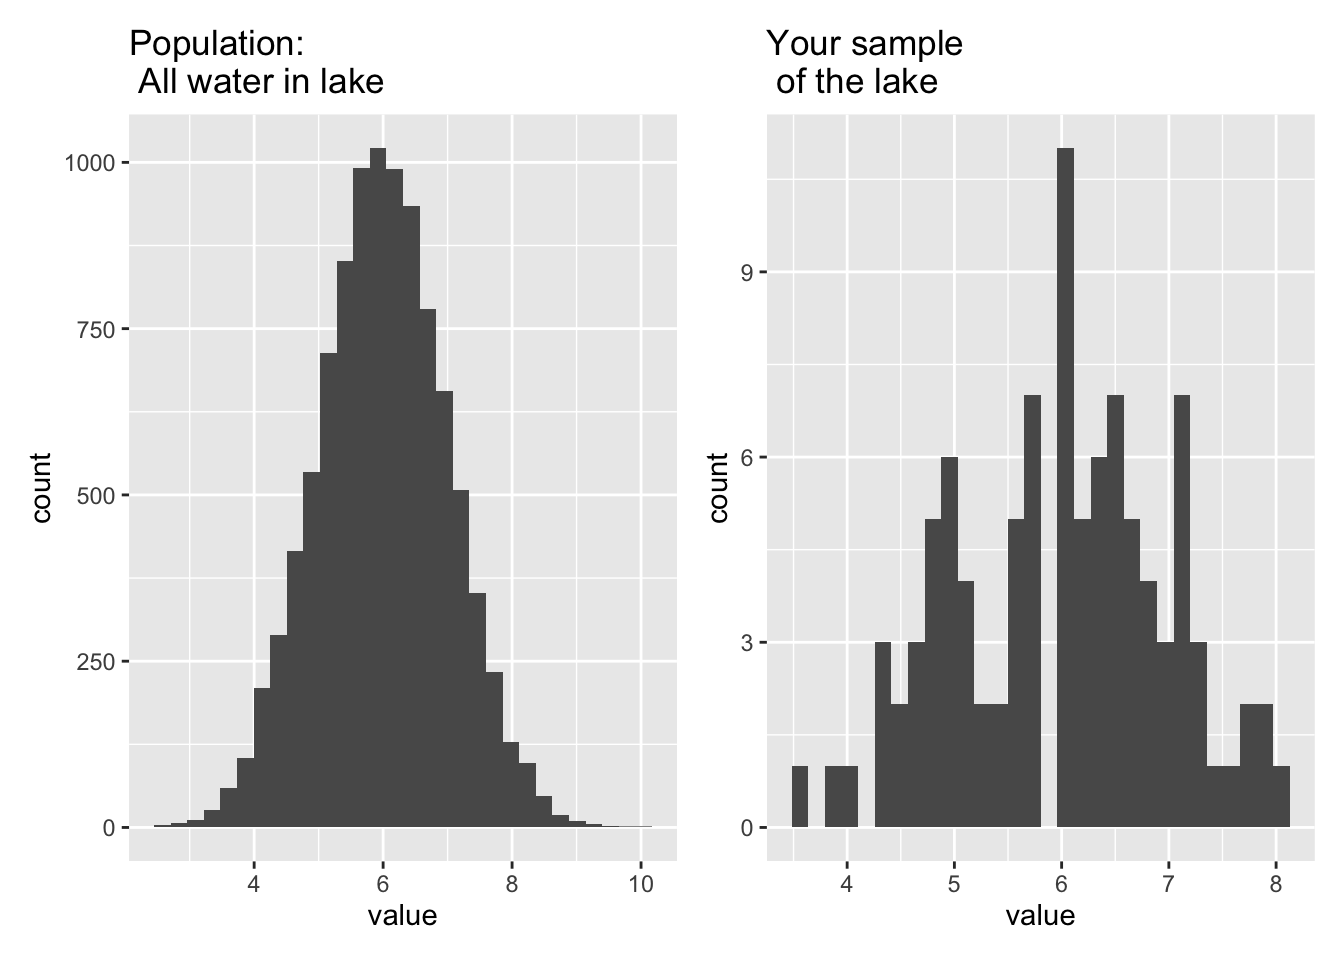 Population:
All water in lake
count
1000
750
500
250
0
4 6 8 10
value
Your sample
of the lake
count
9
6
3
0
4 5 6 7 8
value